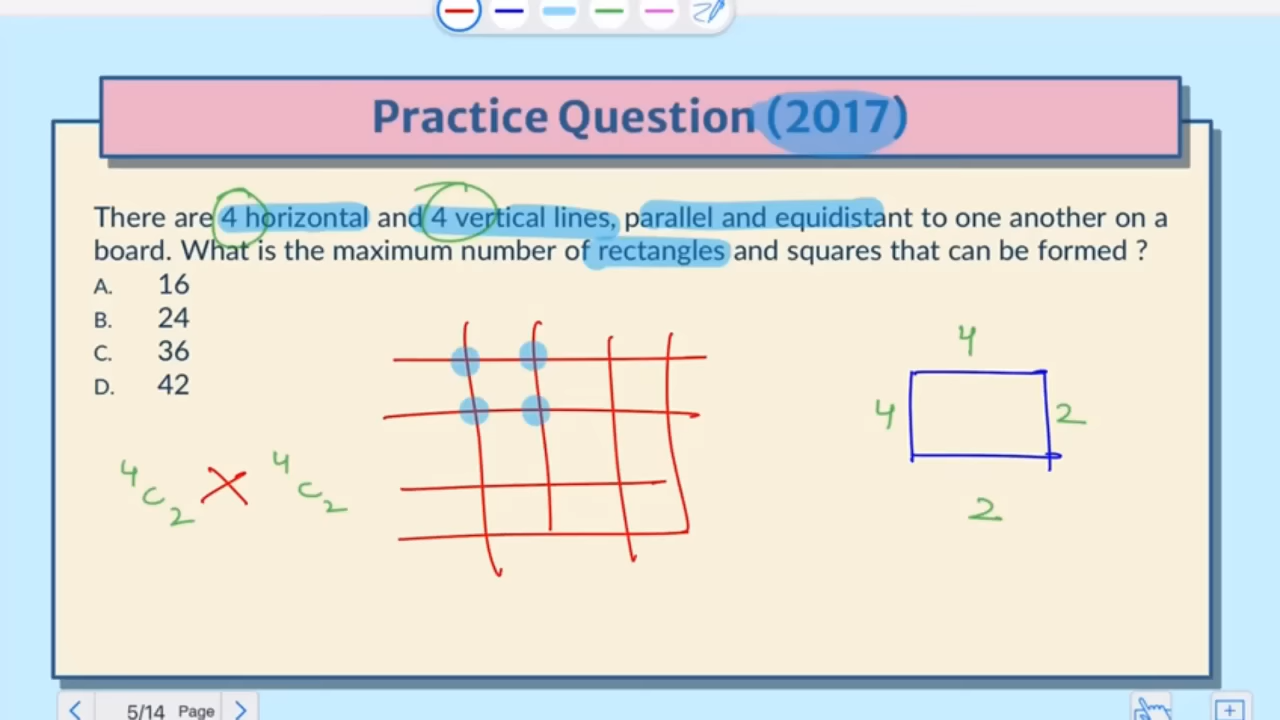 Practice Question (2017)
There are 4 horizontal and 4 vertical lines, parallel and equidistant to one another on a
board. What is the maximum number of rectangles and squares that can be formed ?
A. 16
B. 24
C. 36
D. 42
4
4 2
2
⁴C₂ × ⁴C₂
5/14 Page